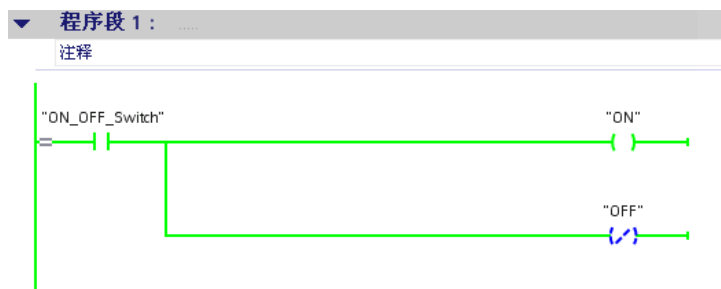 程序段 1： .....
注释
"ON_OFF_Switch"
"ON"
"OFF"